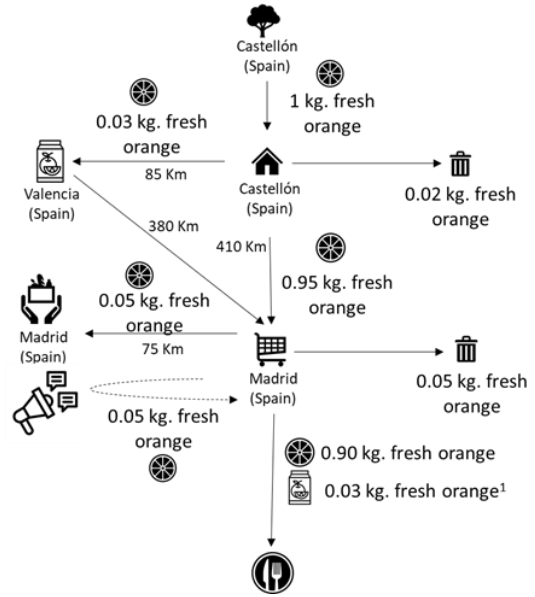 Castellón
(Spain)
1 kg. fresh
orange
0.03 kg. fresh
orange
85 Km
Valencia
(Spain)
Castellón
(Spain)
0.02 kg. fresh
orange
380 Km
410 Km
0.95 kg. fresh
orange
0.05 kg. fresh
orange
75 Km
Madrid
(Spain)
Madrid
(Spain)
0.05 kg. fresh
orange
0.05 kg. fresh
orange
0.90 kg. fresh orange
0.03 kg. fresh orange¹